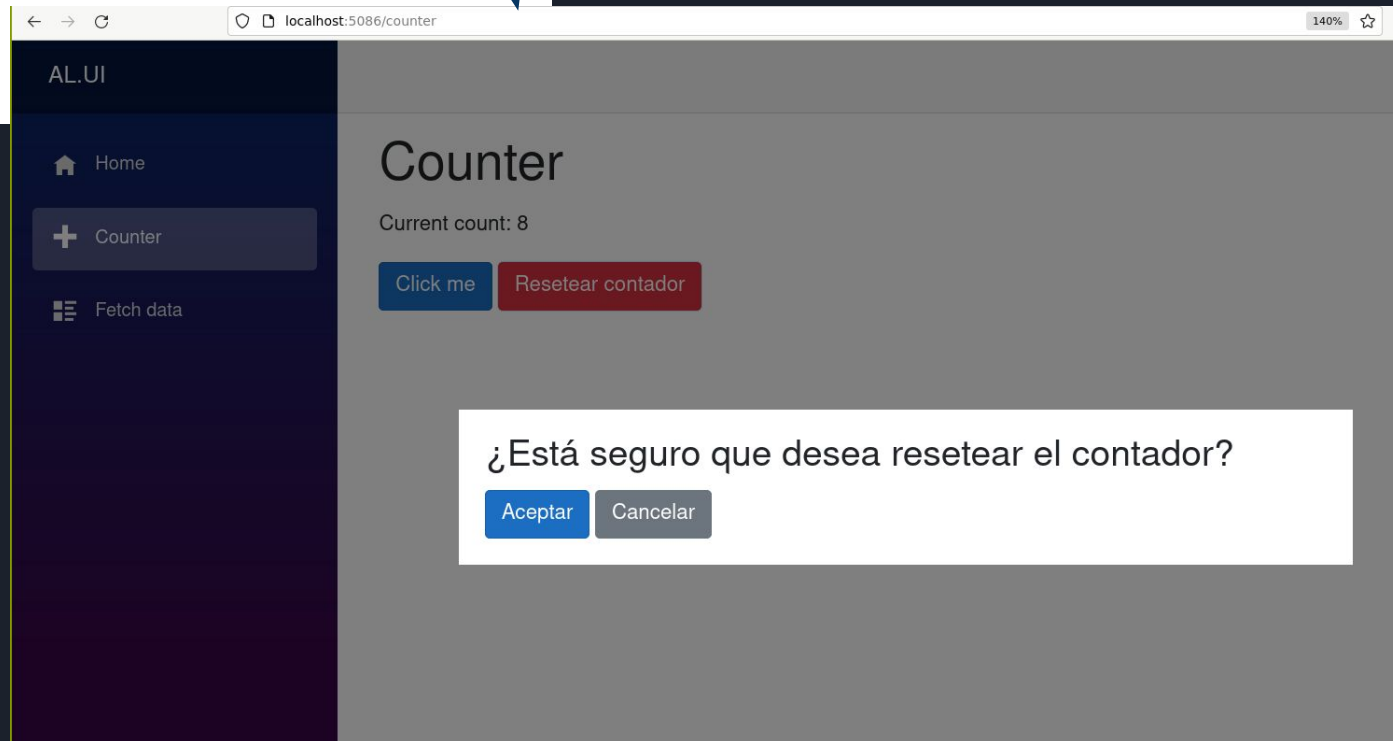 localhost:5086/counter
140%
AL.UI
Home
Counter
Fetch data
Counter
Current count: 8
Click me
Resetear contador
¿Está seguro que desea resetear el contador?
Aceptar
Cancelar